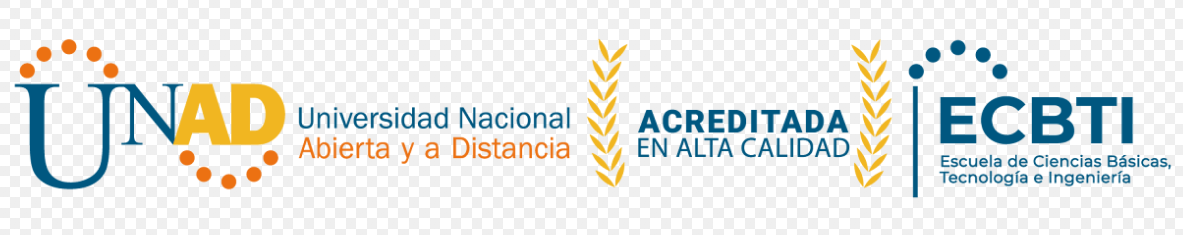 UNAD
Universidad Nacional
Abierta y a Distancia
ACREDITADA
EN ALTA CALIDAD
ECBTI
Escuela de Ciencias Básicas,
Tecnología e Ingeniería